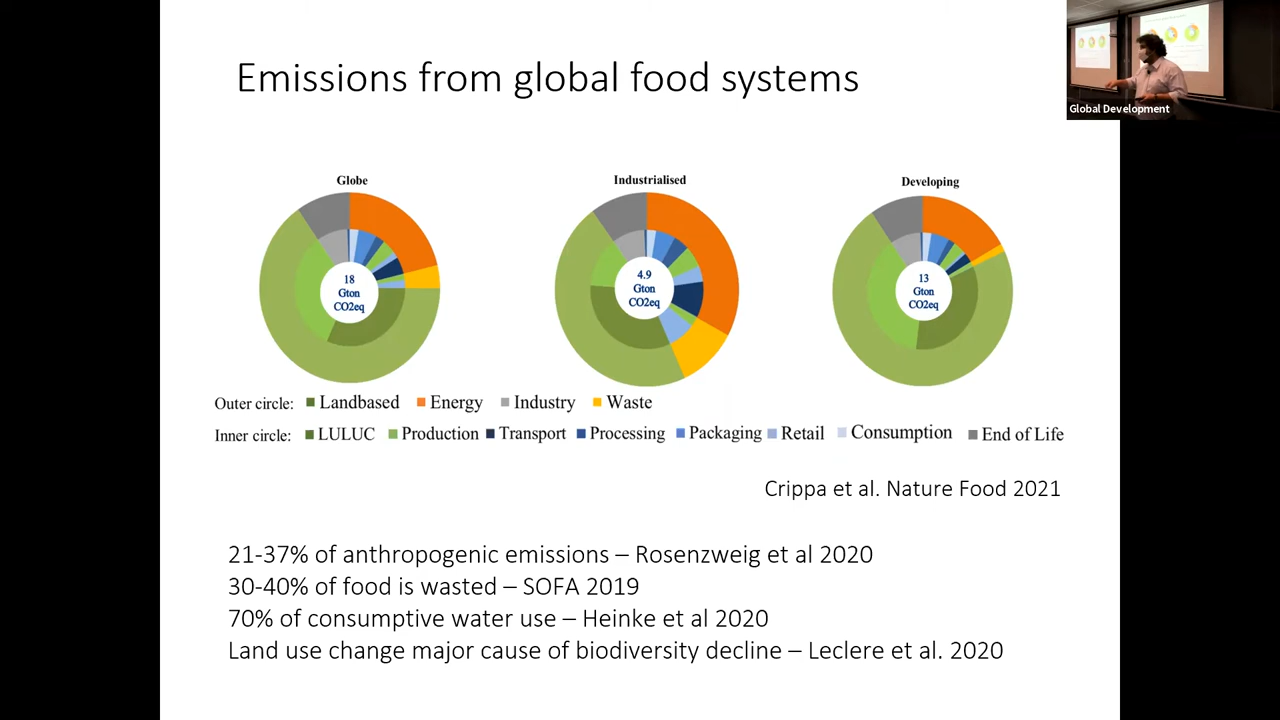 Emissions from global food systems
Global Development
Globe
Industrialised
Developing
18
Gton
CO2eq
4.9
Gton
CO2eq
13
Gton
CO2eq
Outer circle: Landbased Energy Industry Waste
Inner circle: LULUC Production Transport Processing Packaging Retail Consumption End of Life
Crippa et al. Nature Food 2021
21-37% of anthropogenic emissions – Rosenzweig et al 2020
30-40% of food is wasted – SOFA 2019
70% of consumptive water use – Heinke et al 2020
Land use change major cause of biodiversity decline – Leclere et al. 2020